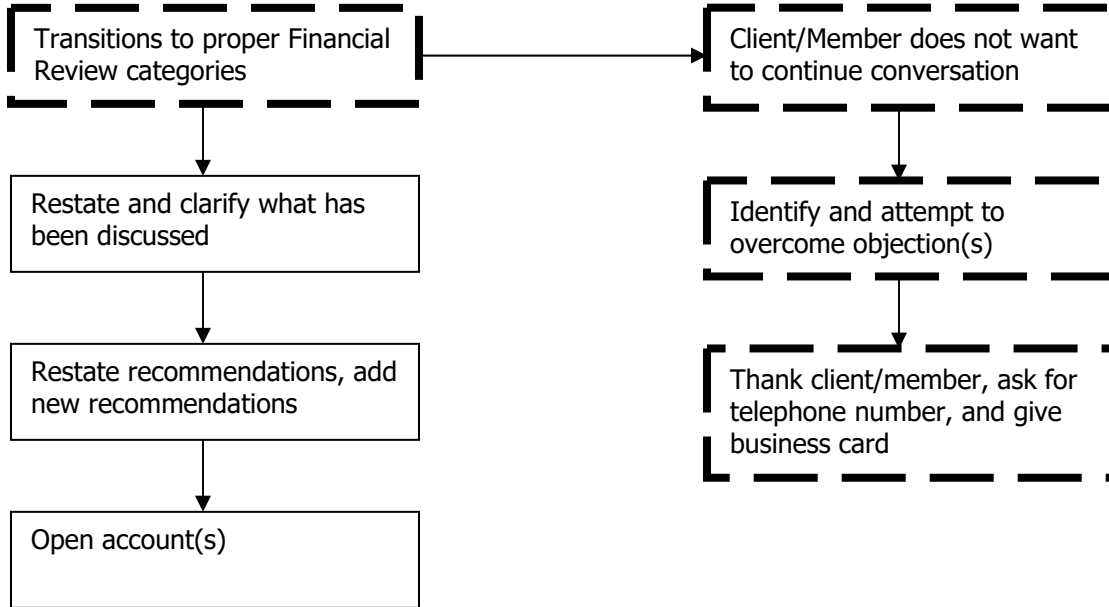 Transitions to proper Financial
Review categories
Client/Member does not want
to continue conversation
Restate and clarify what has
been discussed
Identify and attempt to
overcome objection(s)
Restate recommendations, add
new recommendations
Thank client/member, ask for
telephone number, and give
business card
Open account(s)